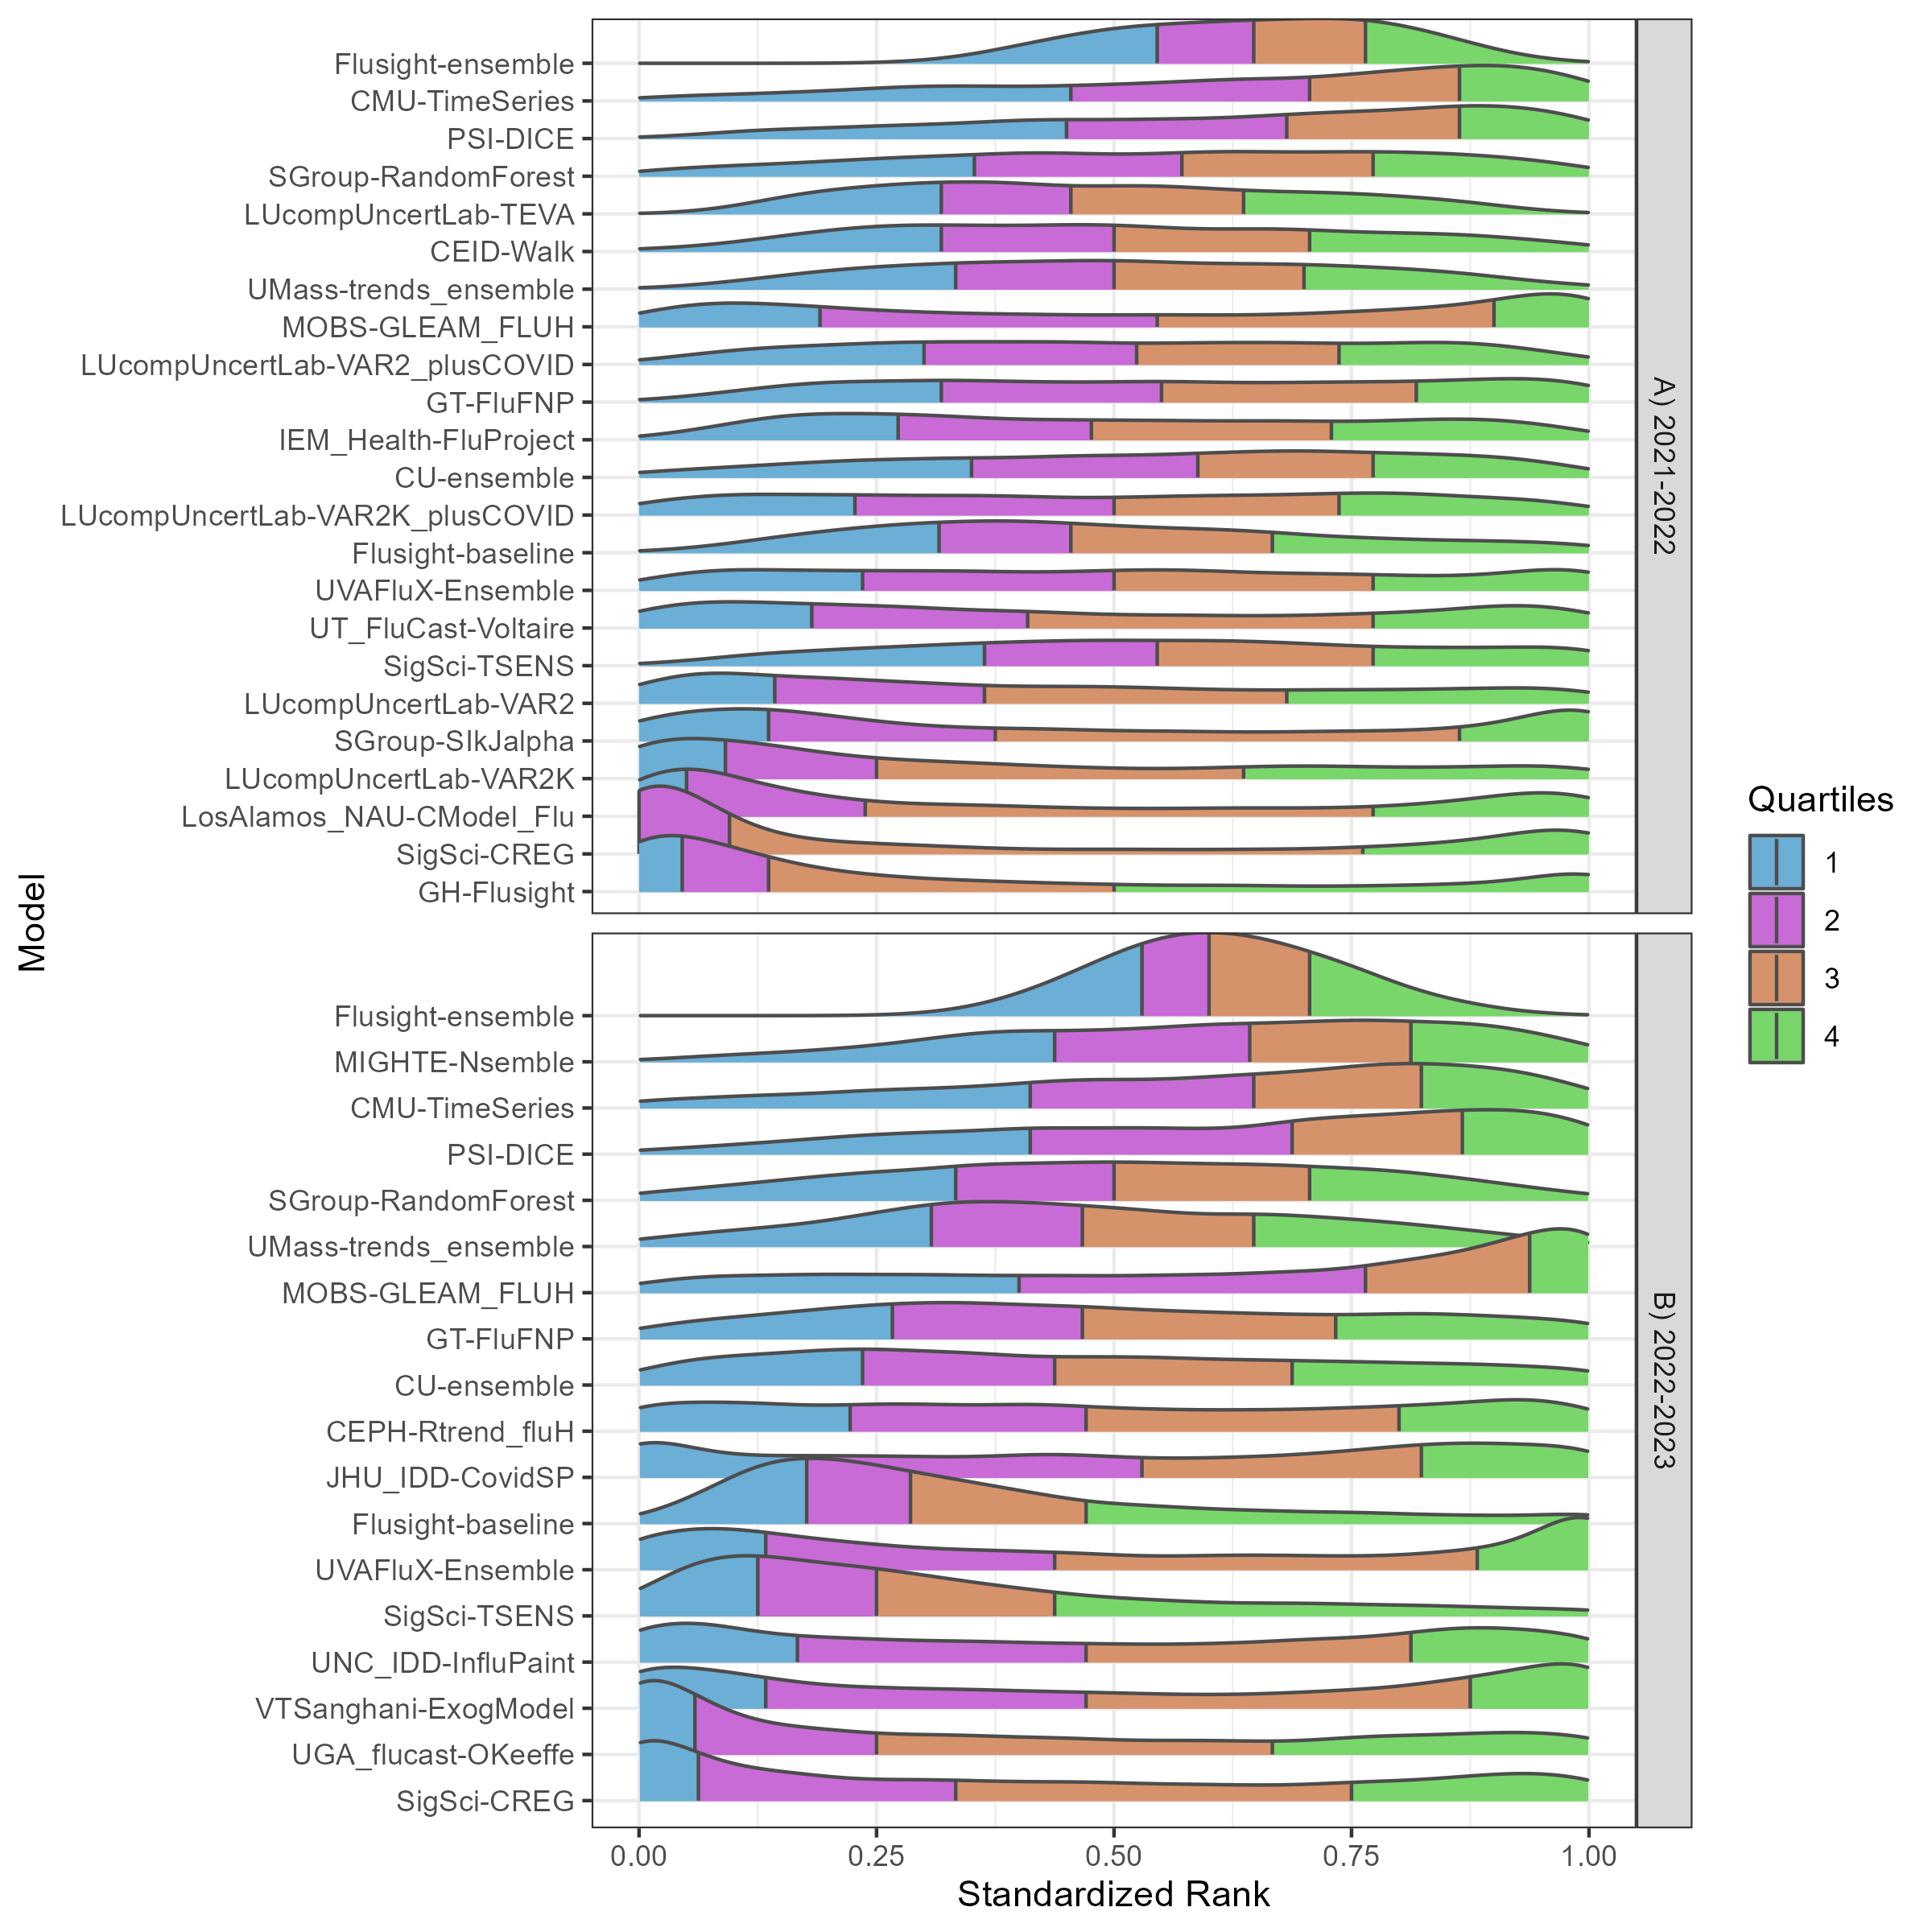 Flusight-ensemble
CMU-TimeSeries
PSI-DICE
SGroup-RandomForest
LUcompUncertLab-TEVA
CEID-Walk
UMass-trends_ensemble
MOBS-GLEAM_FLUH
LUcompUncertLab-VAR2_plusCOVID
GT-FluFNP
IEM_Health-FluProject
CU-ensemble
LUcompUncertLab-VAR2K_plusCOVID
Flusight-baseline
UVAFluX-Ensemble
UT_FluCast-Voltaire
SigSci-TSENS
LUcompUncertLab-VAR2
SGroup-SIkJalpha
LUcompUncertLab-VAR2K
LosAlamos_NAU-CModel_Flu
SigSci-CREG
GH-Flusight
A) 2021-2022
Flusight-ensemble
MIGHTE-Nsemble
CMU-TimeSeries
PSI-DICE
SGroup-RandomForest
UMass-trends_ensemble
MOBS-GLEAM_FLUH
GT-FluFNP
CU-ensemble
CEPH-Rtrend_fluH
JHU_IDD-CovidSP
Flusight-baseline
UVAFluX-Ensemble
SigSci-TSENS
UNC_IDD-InfluPaint
VTSanghani-ExogModel
UGA_flucast-OKeeffe
SigSci-CREG
B) 2022-2023
0.00 0.25 0.50 0.75 1.00
Standardized Rank
Model
Quartiles
1
2
3
4